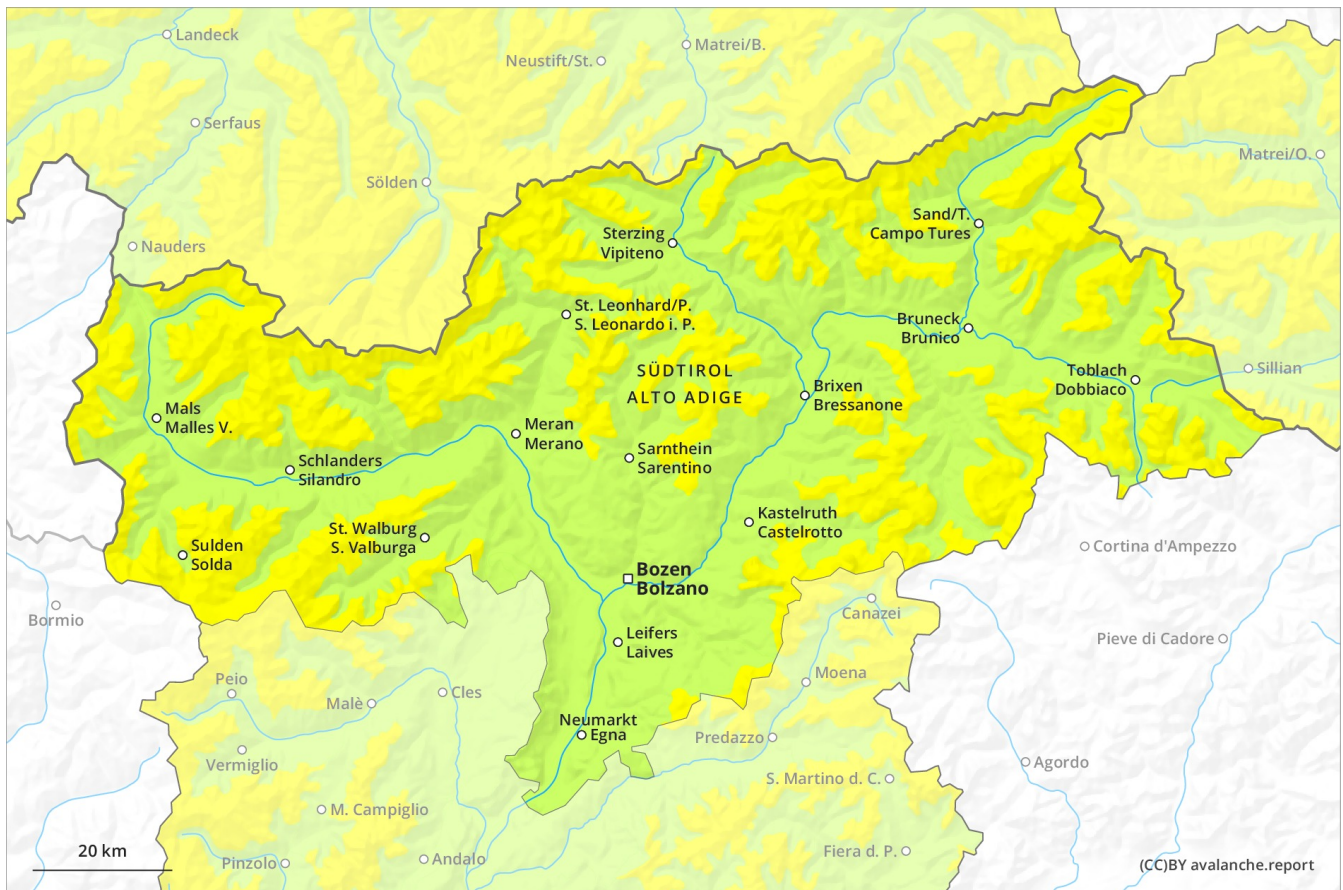 Landeck
Matrei/B.
Neustift/St.
Serfaus
Matrei/O.
Sölden
Sand/T.
Campo Tures
Sterzing
Vipiteno
Nauders
St. Leonhard/P.
S. Leonardo i. P.
Bruneck
Brunico
SÜDTIROL
ALTO ADIGE
Toblach
Dobbiaco
Sillian
Brixen
Bressanone
Mals
Malles V.
Meran
Merano
Sarnthein
Sarentino
Schlanders
Silandro
Kastelruth
Castelrotto
St. Walburg
S. Valburga
Sulden
Solda
Cortina d'Ampezzo
Bozen
Bolzano
Bormio
Canazei
Leifers
Laives
Pieve di Cadore
Peio
Moena
Malè
Cles
Neumarkt
Egna
Predazzo
Vermiglio
Agordo
S. Martino d. C.
M. Campiglio
20 km
Pinzolo
Andalo
Fiera d. P.
(CC)BY avalanche.report